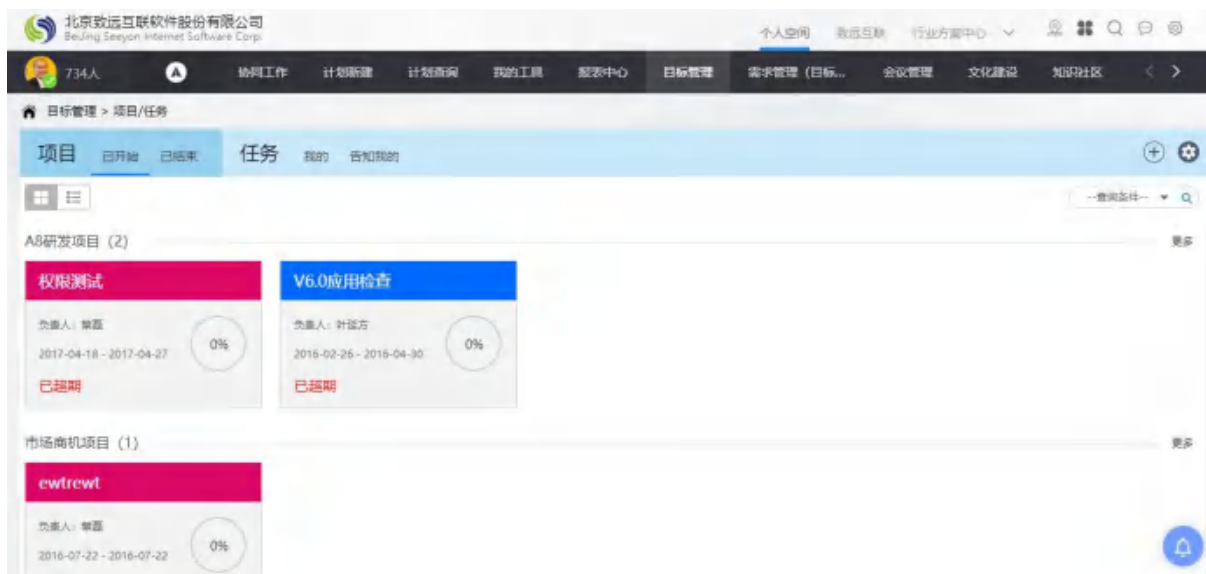 北京致远互联软件股份有限公司
BeiJing Seeyon Internet Software Corp.
个人空间 致远互联 行业方案中心
734人 协同工作 计划新建 计划查询 我的工具 报表中心 目标管理 需求管理（目标... 会议管理 文化建设 知识社区
目标管理 > 项目/任务
项目 已开始 已结束 任务 我的 告知我的
--查询条件--
A8研发项目 (2) 更多
权限测试 V6.0应用检查
负责人: 負责人:
2017-04-18 - 2017-04-27 0% 2016-02-26 - 2016-04-30 0%
已超期 已超期
市场商机项目 (1) 更多
ewtrewt
负责人:
2016-07-22 - 2016-07-22 0%